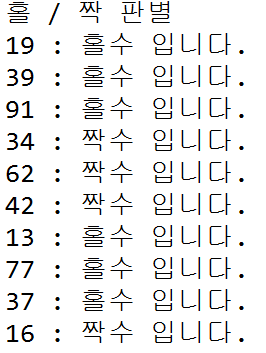 홀 / 짝 판별
19 : 홀수 입니다.
39 : 홀수 입니다.
91 : 홀수 입니다.
34 : 짝수 입니다.
62 : 짝수 입니다.
42 : 짝수 입니다.
13 : 홀수 입니다.
77 : 홀수 입니다.
37 : 홀수 입니다.
16 : 짝수 입니다.